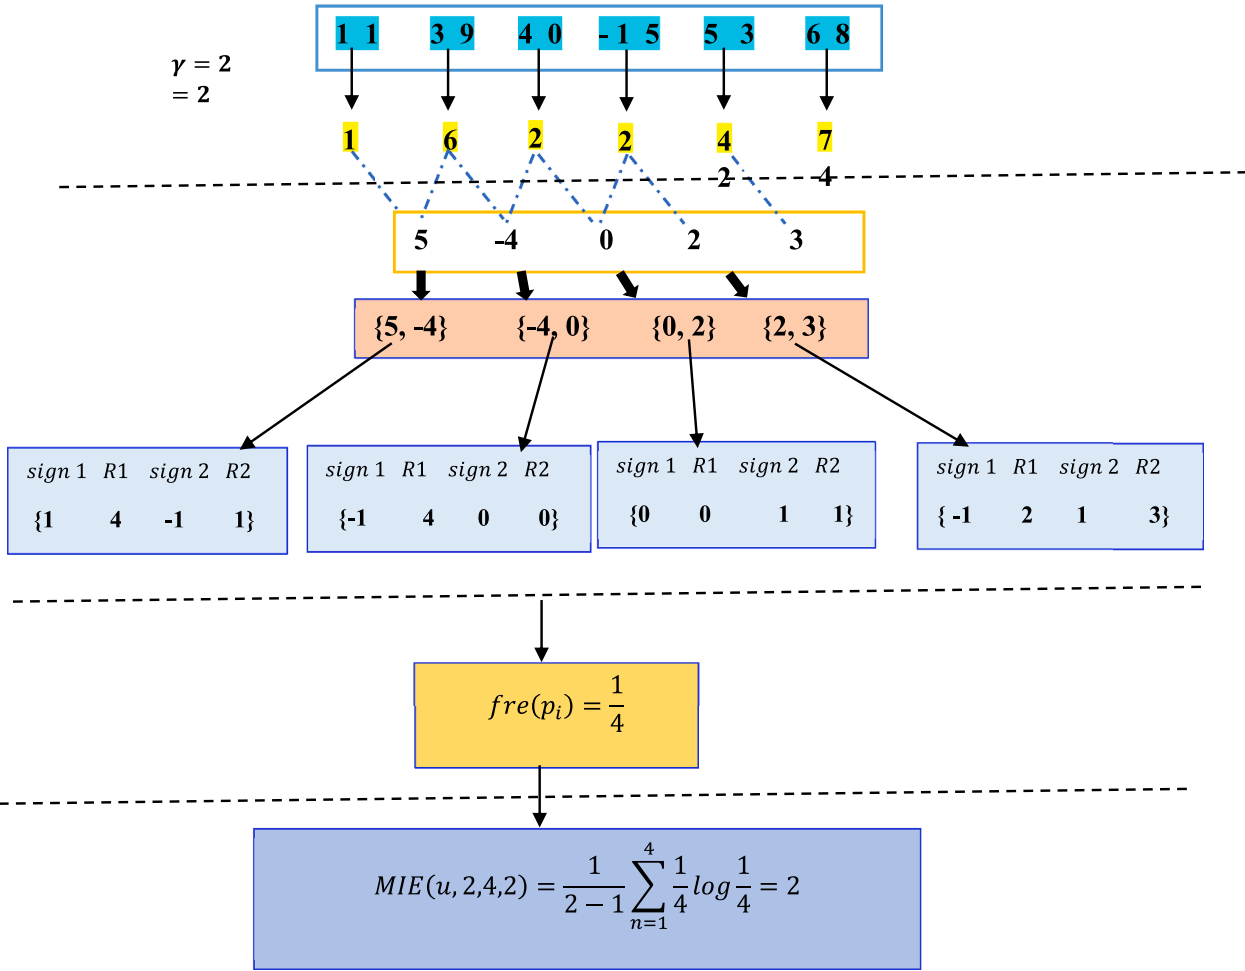 1 1 3 9 4 0 - 1 5 5 3 6 8
γ = 2
= 2
1 6 2 2 4 7
2 4
5 -4 0 2 3
{5, -4} {-4, 0} {0, 2} {2, 3}
sign 1 R1 sign 2 R2
{1 4 -1 1}
sign 1 R1 sign 2 R2
{-1 4 0 0}
sign 1 R1 sign 2 R2
{0 0 1 1}
sign 1 R1 sign 2 R2
{ -1 2 1 3}
fre(pᵢ) = 1/4
MIE(u, 2,4,2) = 1/(2 − 1) ∑_{n=1}^{4} 1/4 log 1/4 = 2